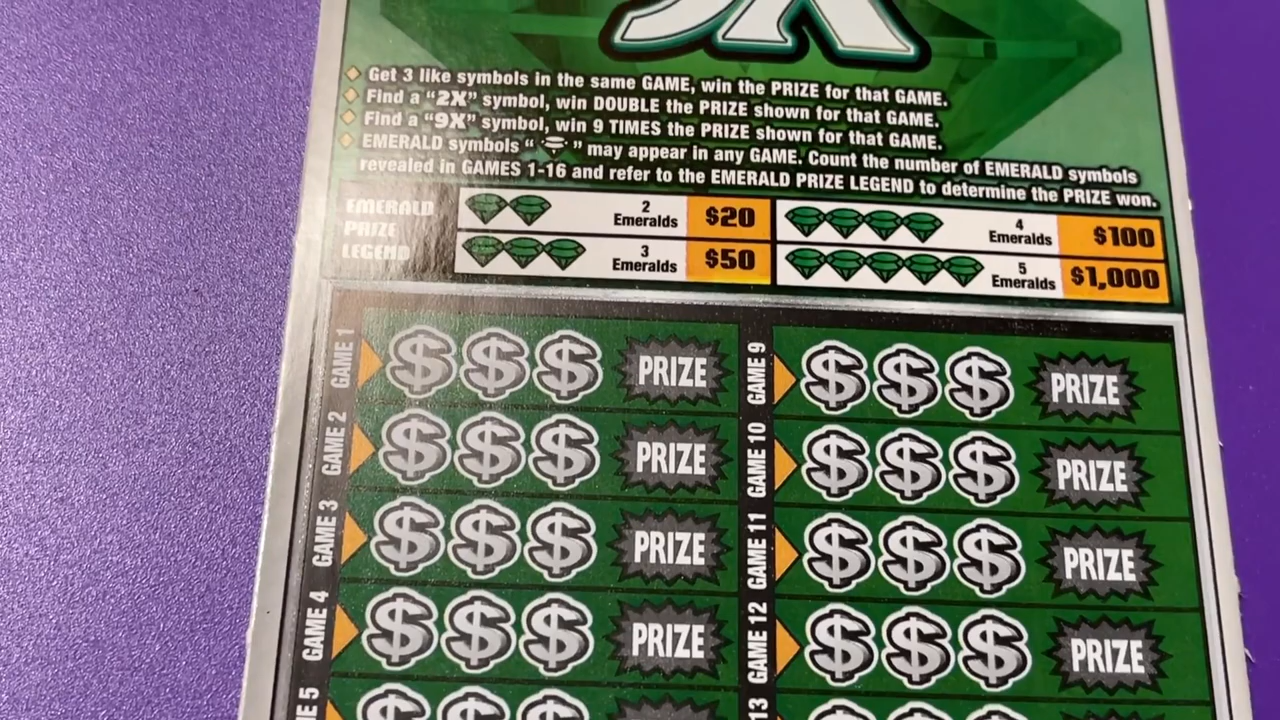 9X
Get 3 like symbols in the same GAME, win the PRIZE for that GAME.
Find a “2X” symbol, win DOUBLE the PRIZE shown for that GAME.
Find a “9X” symbol, win 9 TIMES the PRIZE shown for that GAME.
EMERALD symbols “ ” may appear in any GAME. Count the number of EMERALD symbols
revealed in GAMES 1-16 and refer to the EMERALD PRIZE LEGEND to determine the PRIZE won.
EMERALD
PRIZE
LEGEND
2
Emeralds
$20
3
Emeralds
$50
4
Emeralds
$100
5
Emeralds
$1,000
GAME 1
$ $ $ PRIZE
GAME 2
$ $ $ PRIZE
GAME 3
$ $ $ PRIZE
GAME 4
$ $ $ PRIZE
5
$ $ $
GAME 9
$ $ $ PRIZE
GAME 10
$ $ $ PRIZE
GAME 11
$ $ $ PRIZE
GAME 12
$ $ $ PRIZE
13
$ $ $